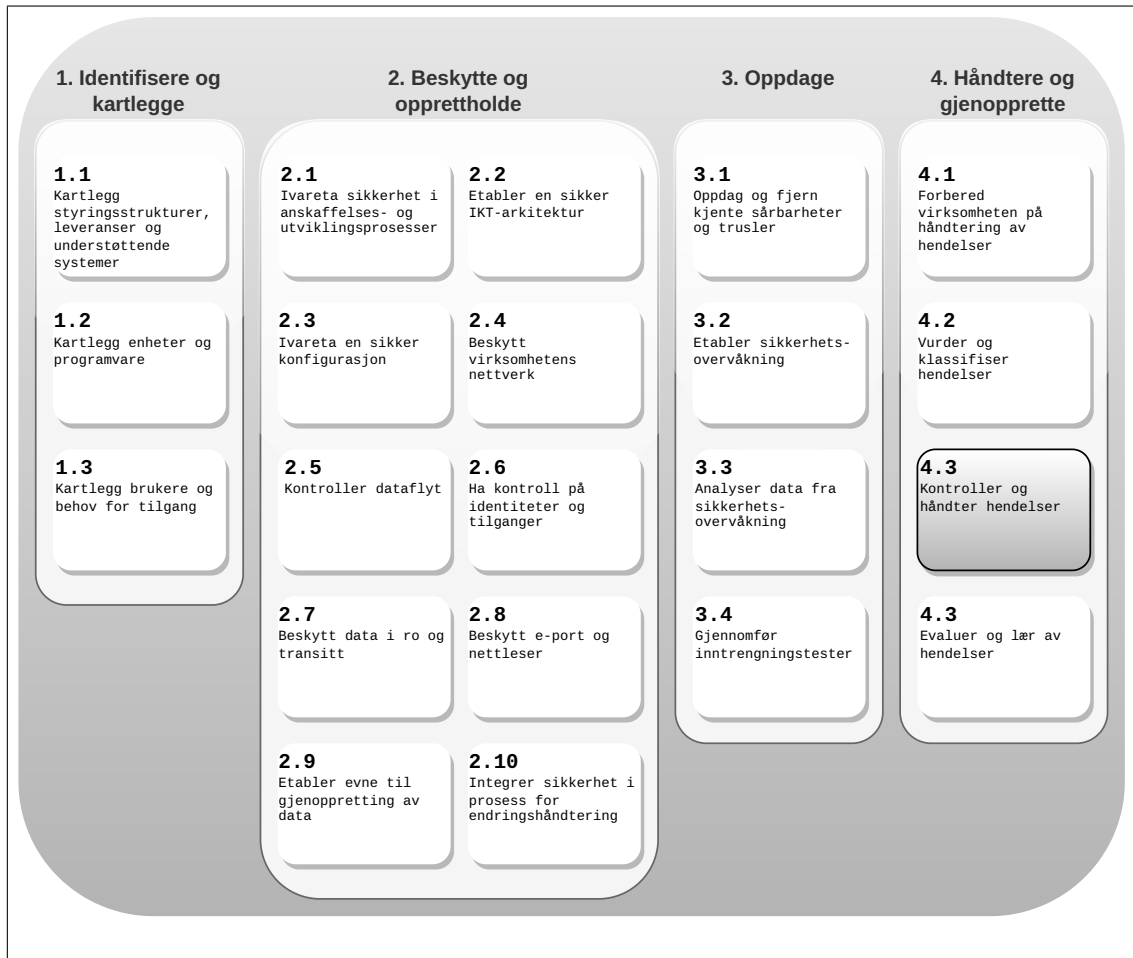 1. Identifisere og
kartlegge
1.1
Kartlegg
styringsstrukturer,
leveranser og
understøttende
systemer
1.2
Kartlegg enheter og
programvare
1.3
Kartlegg brukere og
behov for tilgang
2. Beskytte og
opprettholde
2.1
Ivareta sikkerhet i
anskaffelses- og
utviklingsprosesser
2.2
Etabler en sikker
IKT-arkitektur
2.3
Ivareta en sikker
konfigurasjon
2.4
Beskytt
virksomhetens
nettverk
2.5
Kontroller dataflyt
2.6
Ha kontroll på
identiteter og
tilganger
2.7
Beskytt data i ro og
transitt
2.8
Beskytt e-port og
nettleser
2.9
Etabler evne til
gjenoppretting av
data
2.10
Integrer sikkerhet i
prosess for
endringshåndtering
3. Oppdage
3.1
Oppdag og fjern
kjente sårbarheter
og trusler
3.2
Etabler sikkerhets-
overvåkning
3.3
Analyser data fra
sikkerhets-
overvåkning
3.4
Gjennomfør
inntrengningstester
4. Håndtere og
gjenopprette
4.1
Forbered
virksomheten på
håndtering av
hendelser
4.2
Vurder og
klassifiser
hendelser
4.3
Kontroller og
håndter hendelser
4.3
Evaluer og lær av
hendelser